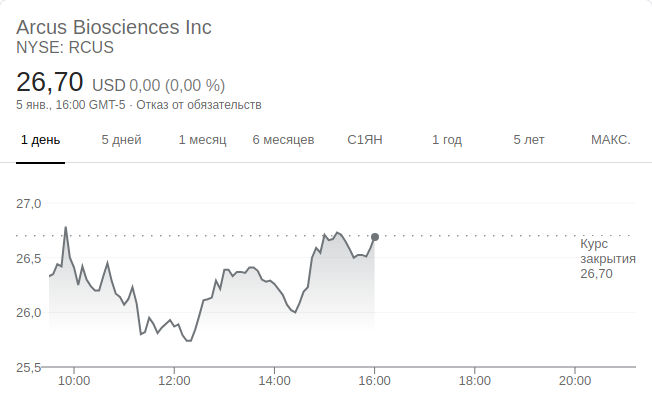 Arcus Biosciences Inc
NYSE: RCUS
26,70 USD 0,00 (0,00 %)
5 янв., 16:00 GMT-5 · Отказ от обязательств
1 день 5 дней 1 месяц 6 месяцев С1ЯН 1 год 5 лет МАКС.
27,0
26,5
26,0
25,5
Курс
закрытия
26,70
10:00 12:00 14:00 16:00 18:00 20:00